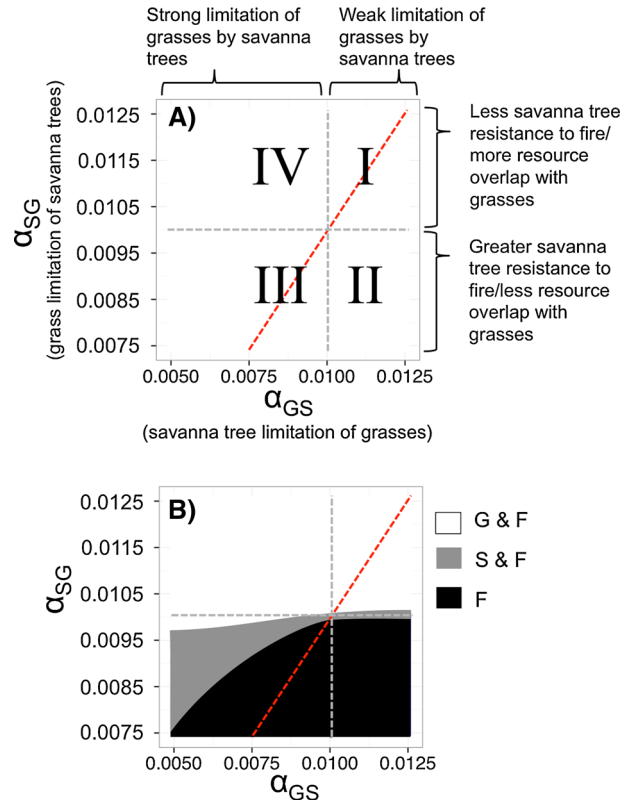 Strong limitation of
grasses by savanna
trees
Weak limitation of
grasses by
savanna trees
A)
0.0125
0.0115
0.0105
0.0095
0.0085
0.0075
αSG
(grass limitation of savanna trees)
IV
I
III
II
Less savanna tree
resistance to fire/
more resource
overlap with
grasses
Greater savanna
tree resistance to
fire/less resource
overlap with
grasses
0.0050 0.0075 0.0100 0.0125
αGS
(savanna tree limitation of grasses)
B)
0.0125
0.0115
0.0105
0.0095
0.0085
0.0075
αSG
G & F
S & F
F
0.0050 0.0075 0.0100 0.0125
αGS